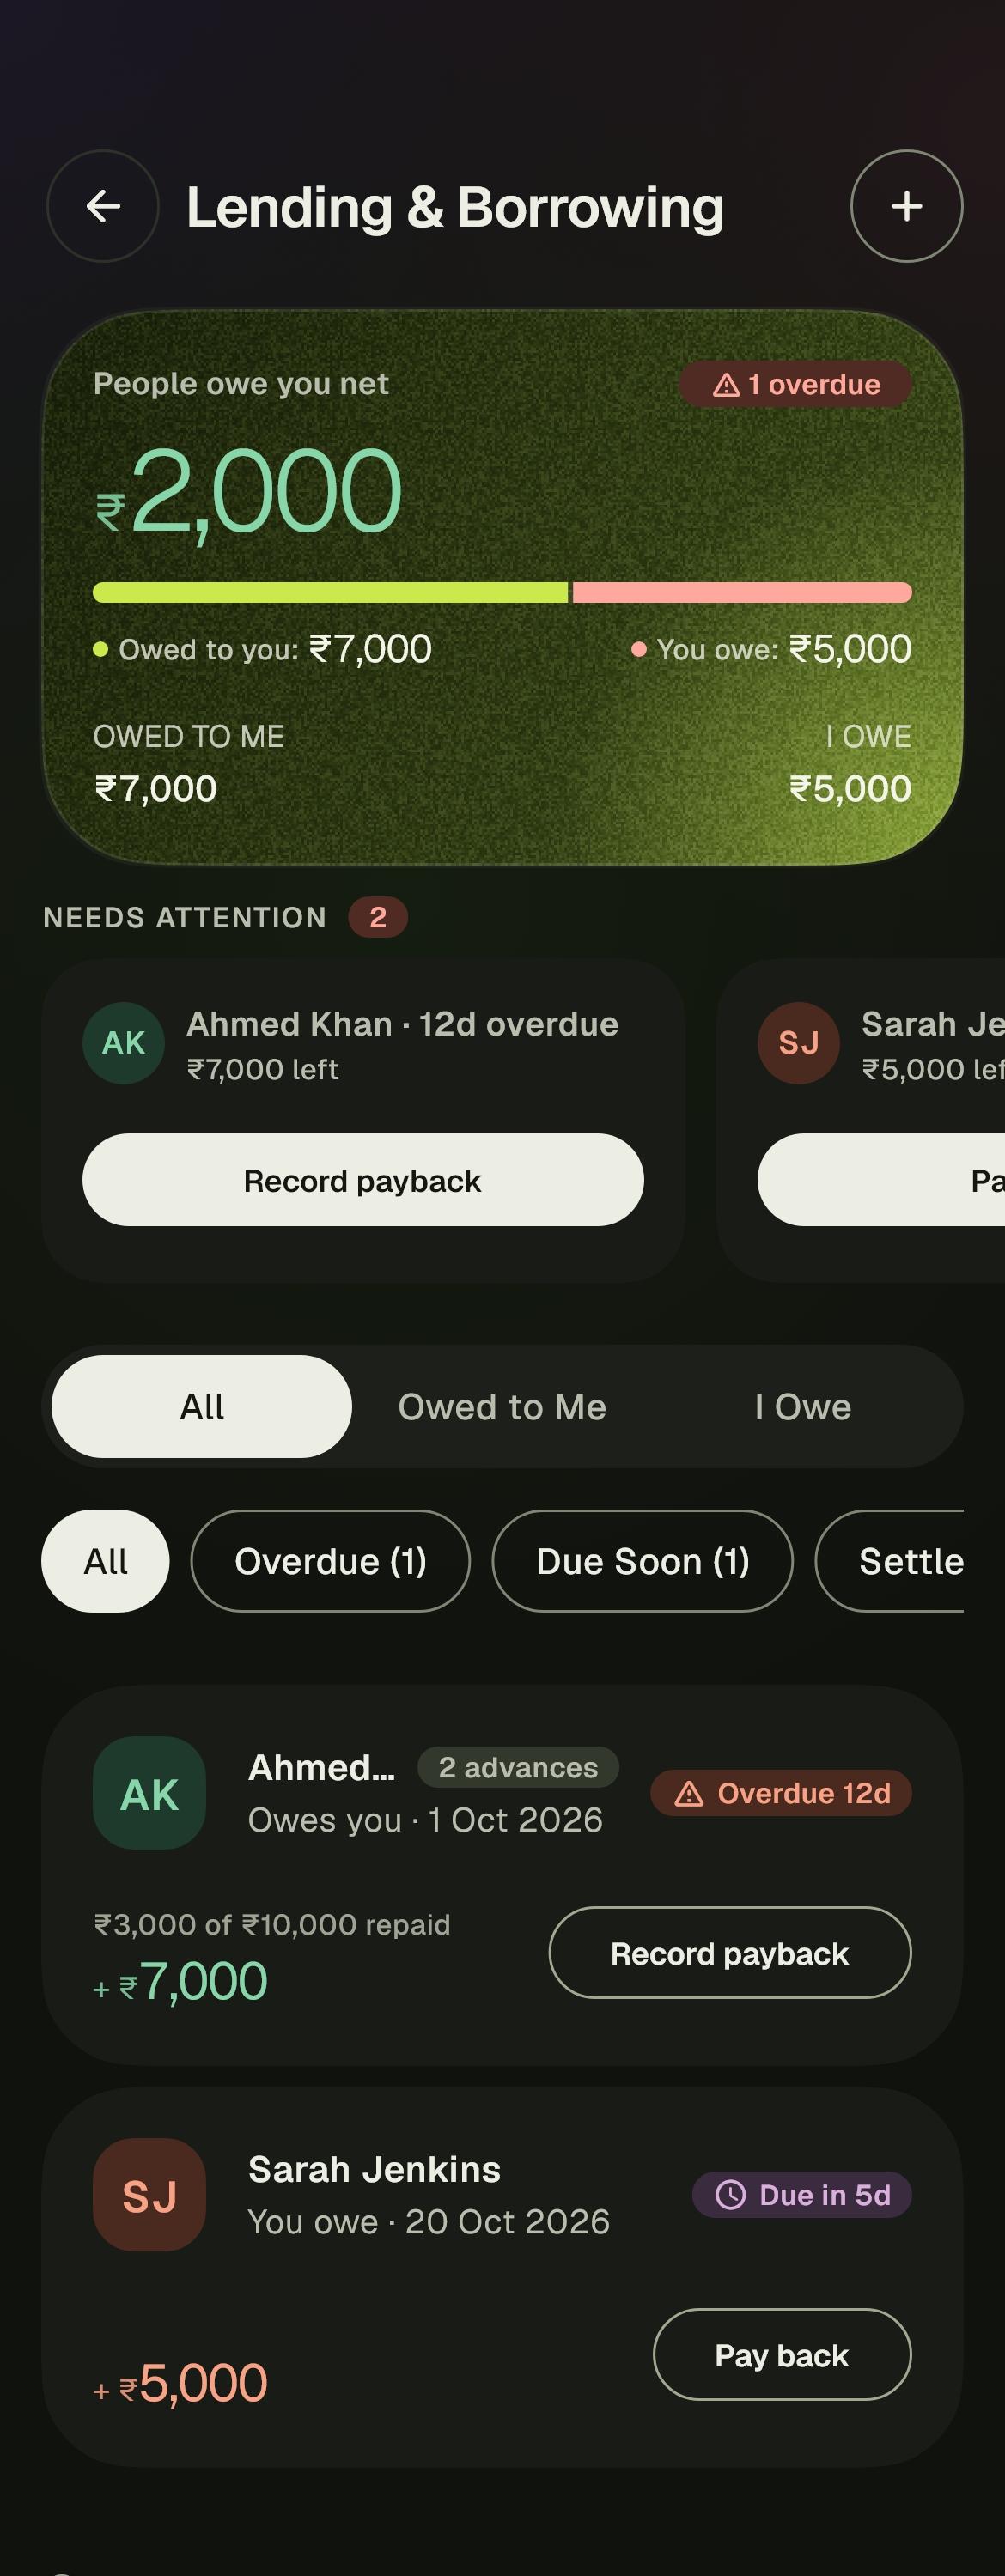 Lending & Borrowing
People owe you net
1 overdue
₹2,000
Owed to you: ₹7,000
You owe: ₹5,000
OWED TO ME
I OWE
₹7,000
₹5,000
NEEDS ATTENTION 2
AK
Ahmed Khan · 12d overdue
₹7,000 left
Record payback
SJ
Sarah Je
₹5,000 lef
Pa
All
Owed to Me
I Owe
All
Overdue (1)
Due Soon (1)
Settle
AK
Ahmed...
2 advances
Owes you · 1 Oct 2026
Overdue 12d
₹3,000 of ₹10,000 repaid
+ ₹7,000
Record payback
SJ
Sarah Jenkins
You owe · 20 Oct 2026
Due in 5d
+ ₹5,000
Pay back